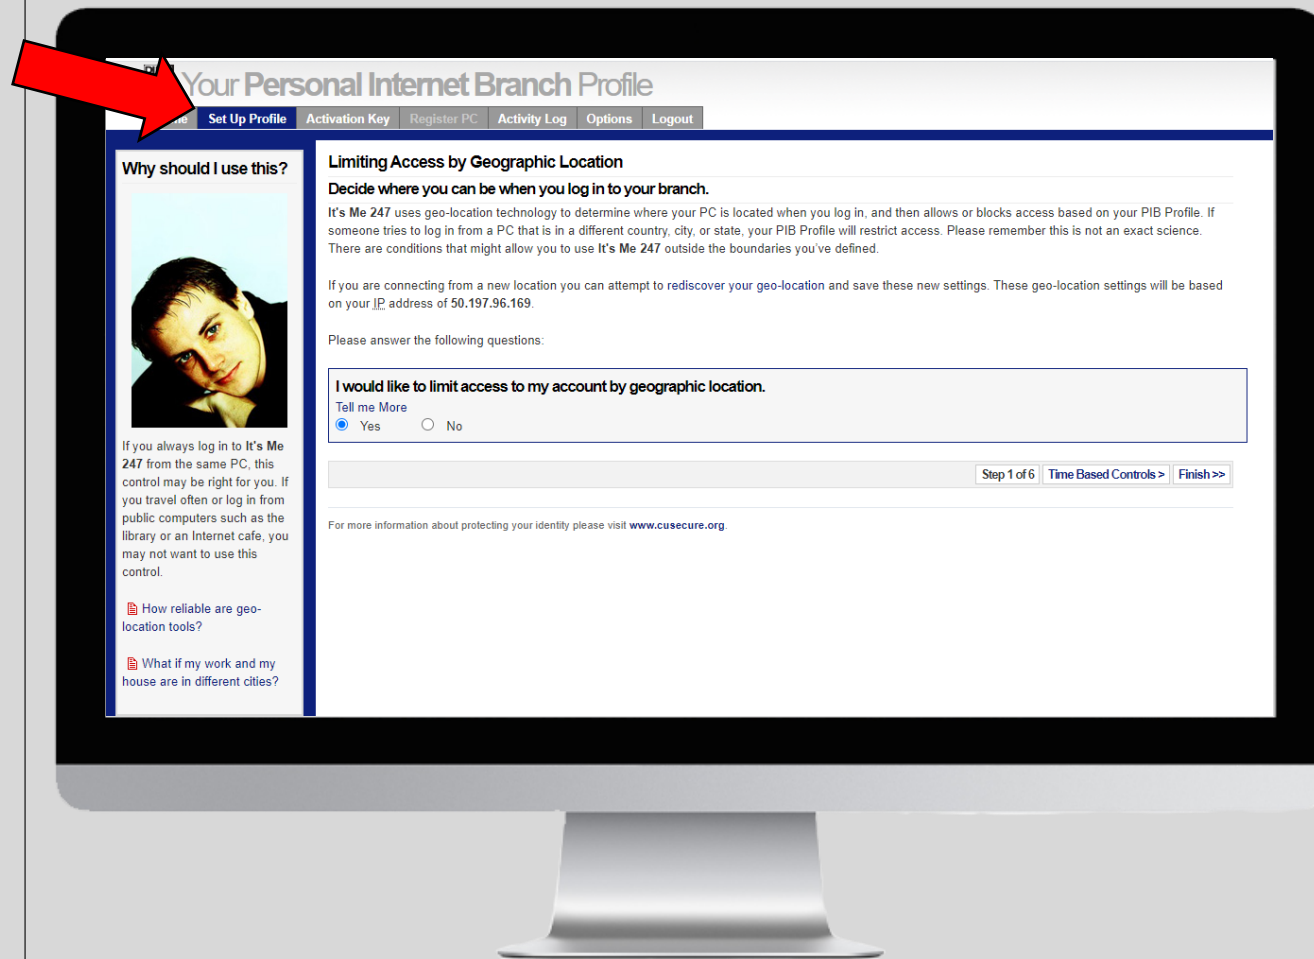 Your Personal Internet Branch Profile
Set Up Profile Activation Key Register PC Activity Log Options Logout
Why should I use this?
If you always log in to It's Me
247 from the same PC, this
control may be right for you. If
you travel often or log in from
public computers such as the
library or an Internet cafe, you
may not want to use this
control.
How reliable are geo-
location tools?
What if my work and my
house are in different cities?
Limiting Access by Geographic Location
Decide where you can be when you log in to your branch.
It's Me 247 uses geo-location technology to determine where your PC is located when you log in, and then allows or blocks access based on your PIB Profile. If
someone tries to log in from a PC that is in a different country, city, or state, your PIB Profile will restrict access. Please remember this is not an exact science.
There are conditions that might allow you to use It's Me 247 outside the boundaries you've defined.
If you are connecting from a new location you can attempt to rediscover your geo-location and save these new settings. These geo-location settings will be based
on your IP address of 50.197.96.169.
Please answer the following questions:
I would like to limit access to my account by geographic location.
Tell me More
Yes No
Step 1 of 6 Time Based Controls > Finish >>
For more information about protecting your identity please visit www.cusecure.org.